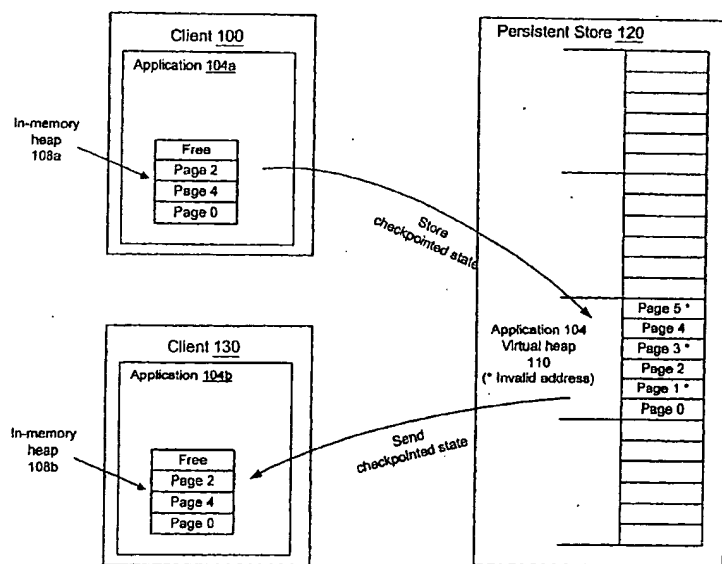 Client 100
Application 104a
In-memory
heap
108a
Free
Page 2
Page 4
Page 0
Store
checkpointed state
Persistent Store 120
Page 5 *
Page 4
Page 3 *
Page 2
Page 1 *
Page 0
Application 104
Virtual heap
110
(* Invalid address)
Send
checkpointed state
Client 130
Application 104b
In-memory
heap
108b
Free
Page 2
Page 4
Page 0